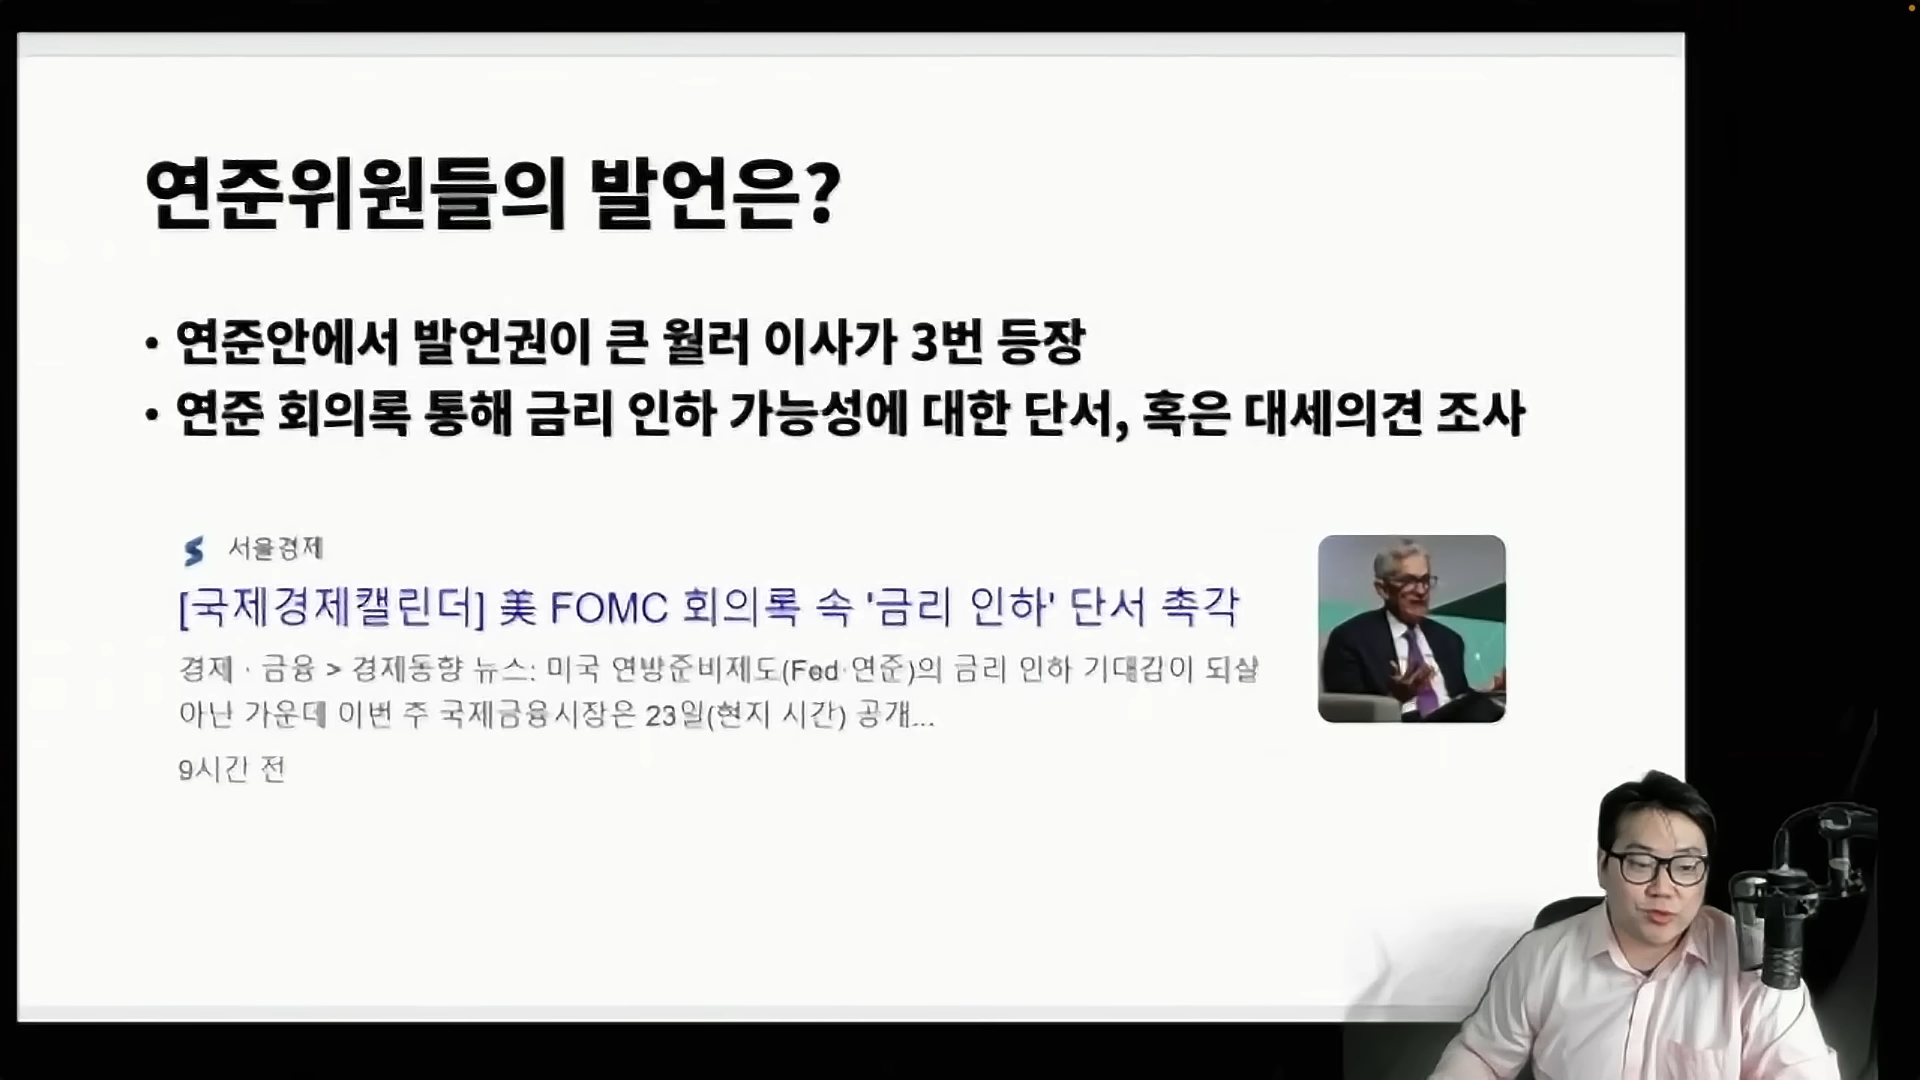 연준위원들의 발언은?
• 연준안에서 발언권이 큰 월러 이사가 3번 등장
• 연준 회의록 통해 금리 인하 가능성에 대한 단서, 혹은 대세의견 조사
서울경제
[국제경제캘린더] 美 FOMC 회의록 속 '금리 인하' 단서 촉각
경제 · 금융 > 경제동향 뉴스: 미국 연방준비제도(Fed·연준)의 금리 인하 기대감이 되살
아난 가운데 이번 주 국제금융시장은 23일(현지 시간) 공개...
9시간 전